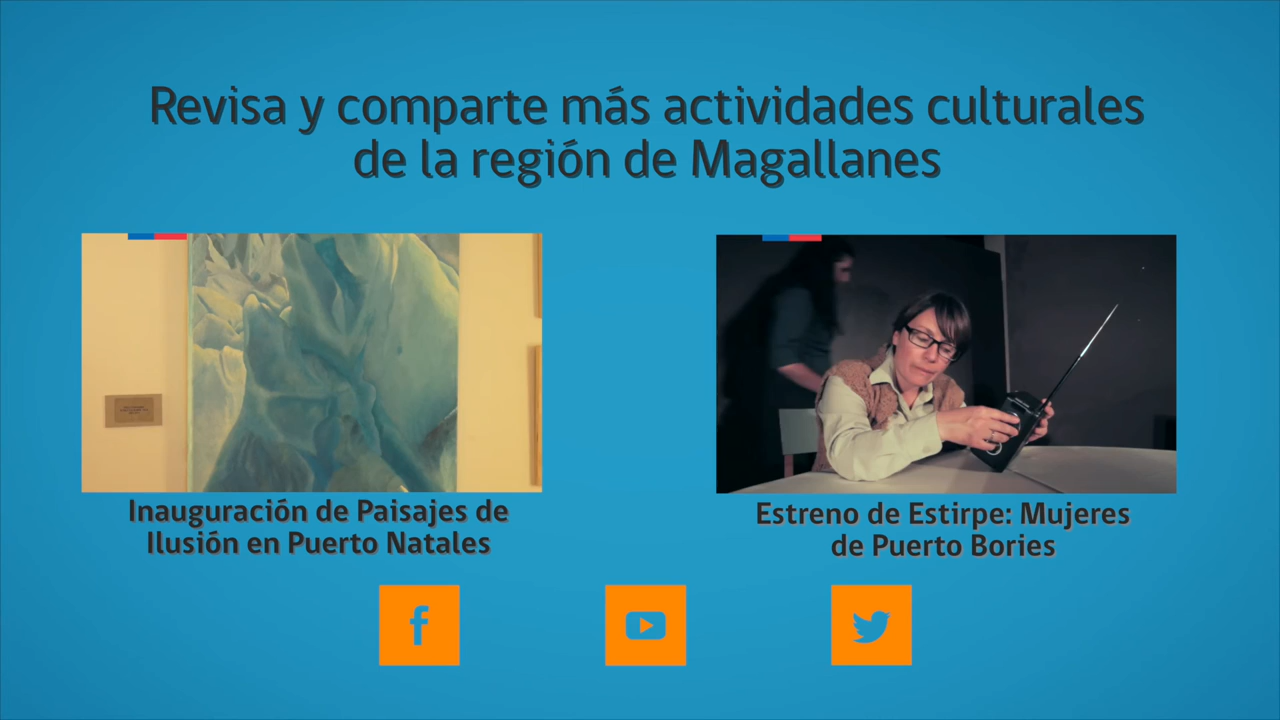 Revisa y comparte más actividades culturales
de la región de Magallanes
Inauguración de Paisajes de
Ilusión en Puerto Natales
Estreno de Estirpe: Mujeres
de Puerto Bories